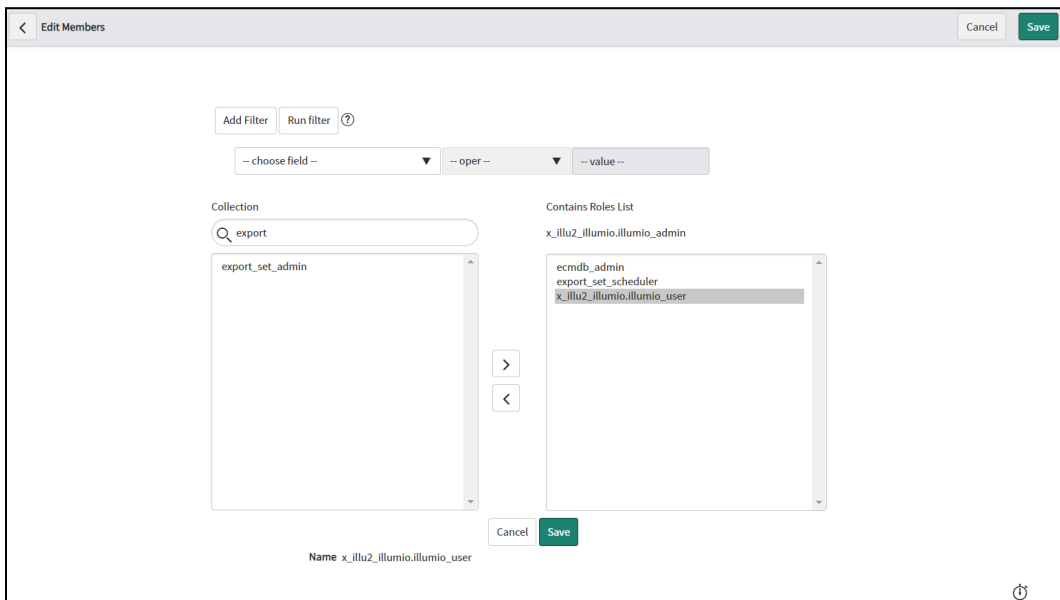 Edit Members
Cancel
Save
Add Filter
Run filter
-- choose field --
-- oper --
-- value --
Collection
Contains Roles List
export
x_illu2_illumio.illumio_admin
export_set_admin
ecmdb_admin
export_set_scheduler
x_illu2_illumio.illumio_user
Cancel
Save
Name x_illu2_illumio.illumio_user